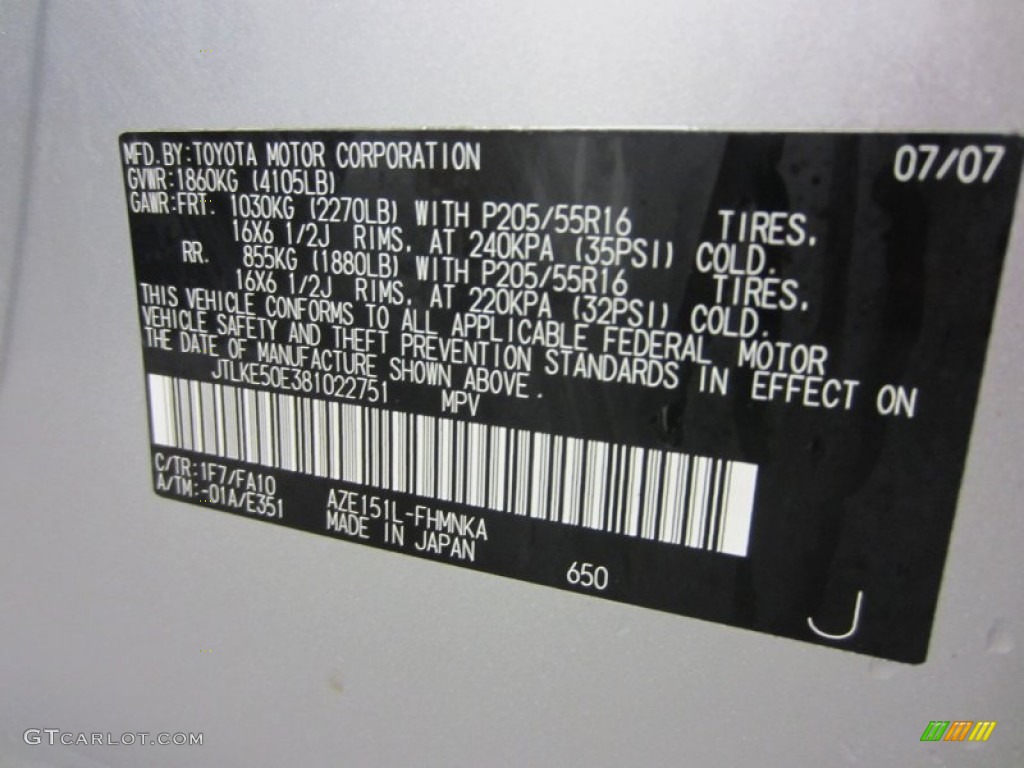 MFD. BY: TOYOTA MOTOR CORPORATION 07/07
GVWR: 1860KG (4105LB)
GAWR: FRT. 1030KG (2270LB) WITH P205/55R16 TIRES,
16X6 1/2J RIMS, AT 240KPA (35PSI) COLD.
RR. 855KG (1880LB) WITH P205/55R16 TIRES,
16X6 1/2J RIMS, AT 220KPA (32PSI) COLD.
THIS VEHICLE CONFORMS TO ALL APPLICABLE FEDERAL MOTOR
VEHICLE SAFETY AND THEFT PREVENTION STANDARDS IN EFFECT ON
THE DATE OF MANUFACTURE SHOWN ABOVE.
JTLKE50E381022751 MPV
C/TR: 1F7/FA10
A/TM: -01A/E351
AZE151L-FHMNKA
MADE IN JAPAN
650
J
GTCARLOT.COM